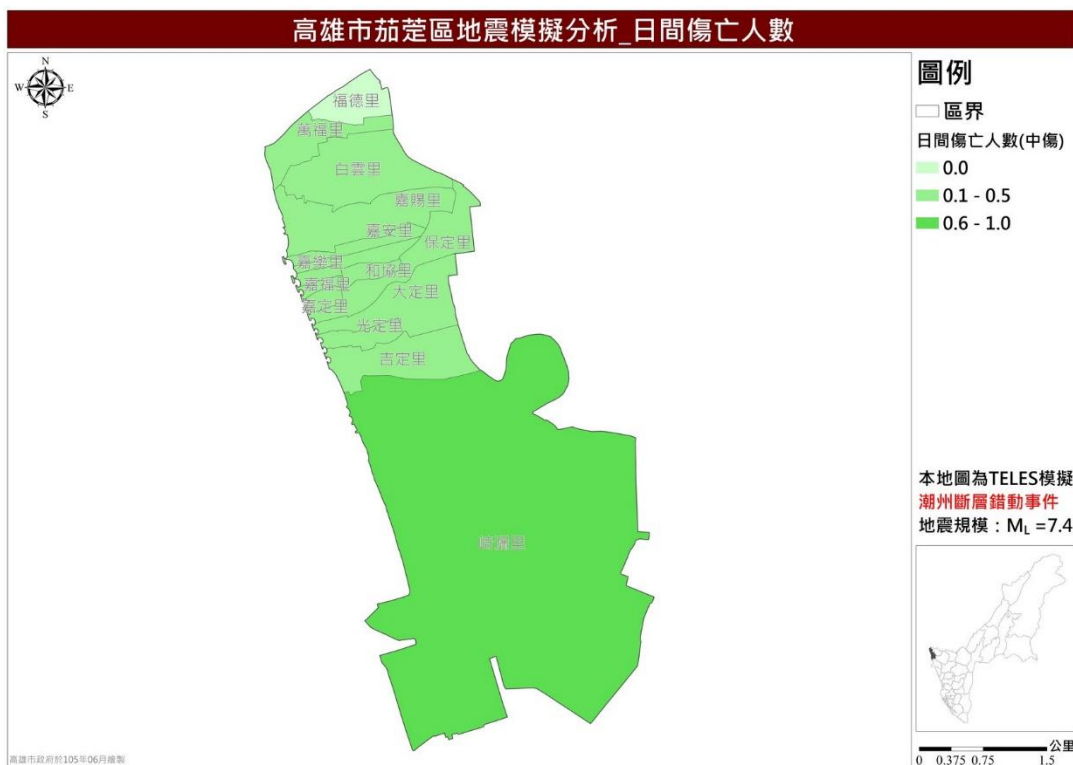 高雄市茄萣區地震模擬分析_日間傷亡人數
N
W
E
S
福德里
萬福里
白雲里
嘉賜里
嘉安里
保定里
嘉樂里
和協里
嘉福里
大定里
嘉定里
光定里
吉定里
崎漏里
圖例
區界
日間傷亡人數(中傷)
0.0
0.1 - 0.5
0.6 - 1.0
本地圖為TELES模擬
潮州斷層錯動事件
地震規模：ML =7.4
公里
0 0.375 0.75 1.5
高雄市政府於105年06月繪製